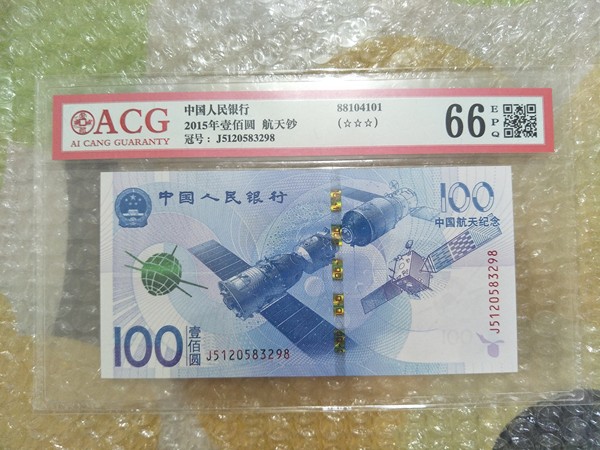 ACG
AI CANG GUARANTY
中国人民银行
2015年壹佰圆 航天钞
冠号：J5120583298
88104101
(☆☆☆)
66
EPQ
中国人民银行
100
中国航天纪念
J5120583298
100
壹佰圆
J5120583298